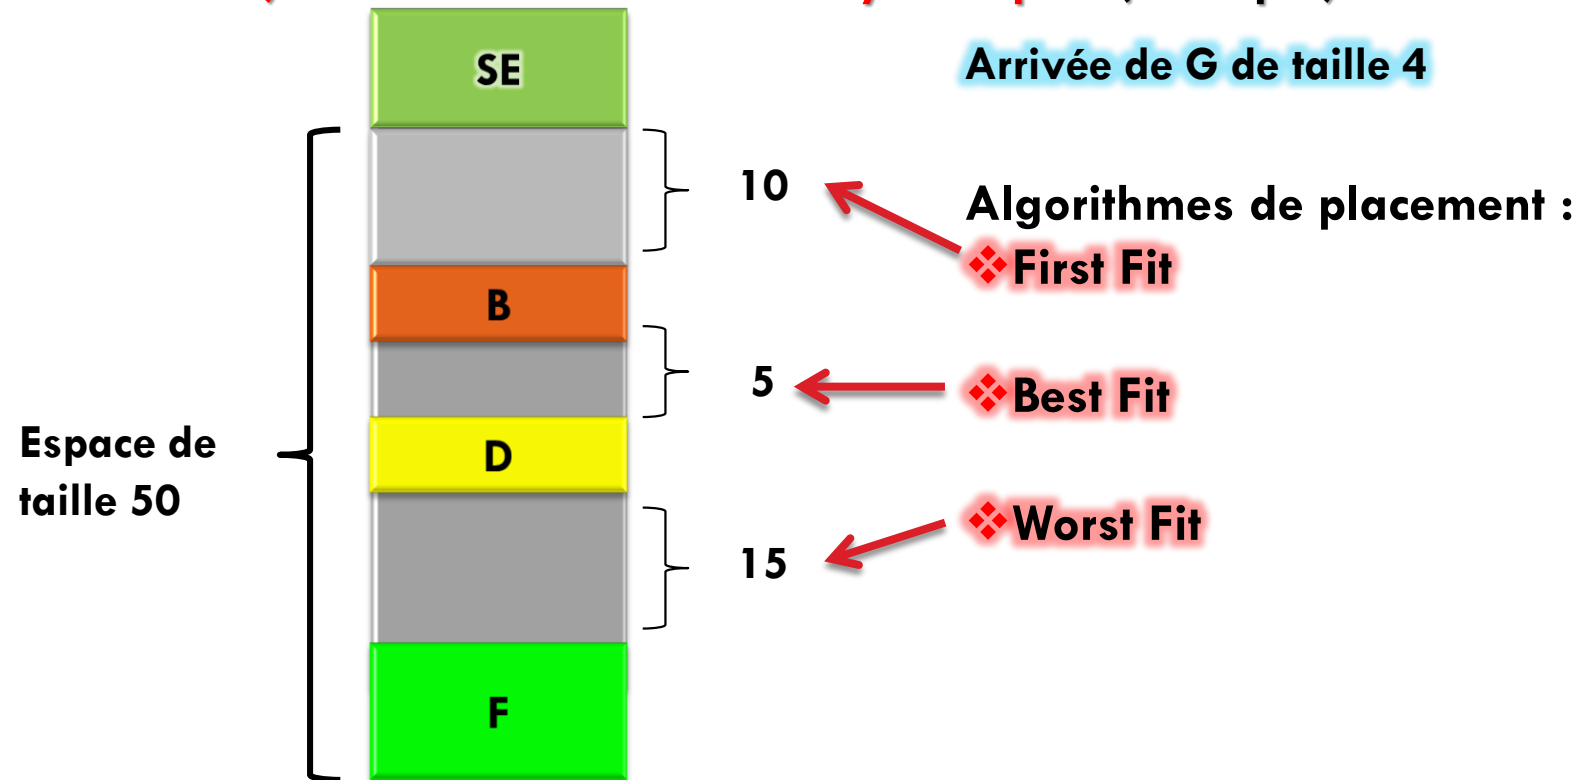 SE
Arrivée de G de taille 4
10
Algorithmes de placement :
First Fit
B
5
Best Fit
Espace de
taille 50
D
Worst Fit
15
F